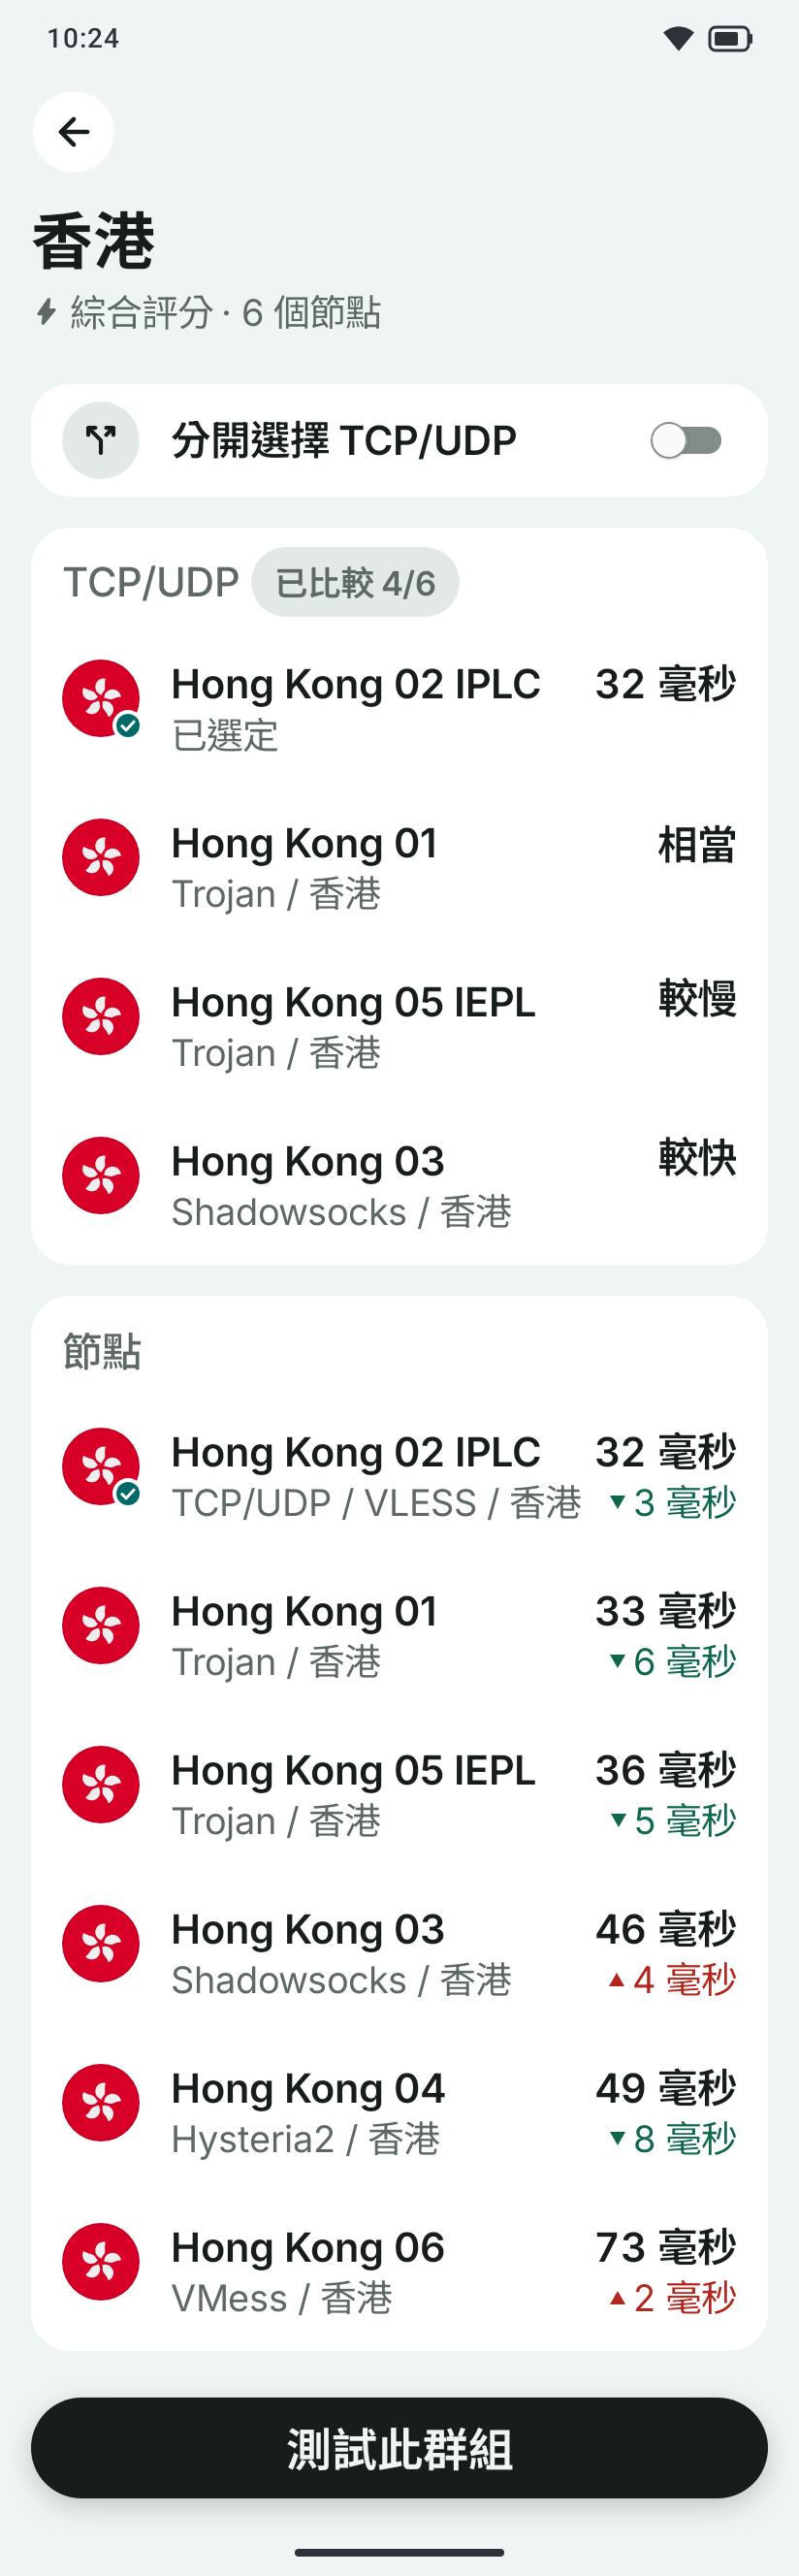 10:24
香港
綜合評分 · 6 個節點
分開選擇 TCP/UDP
TCP/UDP 已比較 4/6
Hong Kong 02 IPLC 32 毫秒
已選定
Hong Kong 01 相當
Trojan / 香港
Hong Kong 05 IEPL 較慢
Trojan / 香港
Hong Kong 03 較快
Shadowsocks / 香港
節點
Hong Kong 02 IPLC 32 毫秒
TCP/UDP / VLESS / 香港 ▼3 毫秒
Hong Kong 01 33 毫秒
Trojan / 香港 ▼6 毫秒
Hong Kong 05 IEPL 36 毫秒
Trojan / 香港 ▼5 毫秒
Hong Kong 03 46 毫秒
Shadowsocks / 香港 ▲4 毫秒
Hong Kong 04 49 毫秒
Hysteria2 / 香港 ▼8 毫秒
Hong Kong 06 73 毫秒
VMess / 香港 ▲2 毫秒
測試此群組